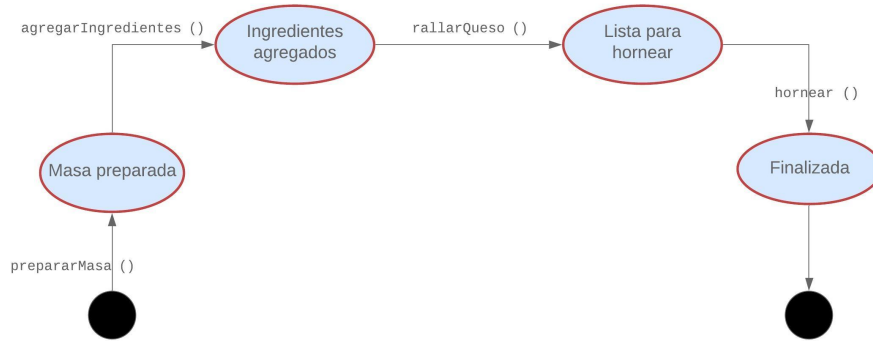 agregarIngredientes ()
Ingredientes
agregados
rallarQueso ()
Lista para
hornear
hornear ()
Masa preparada
Finalizada
prepararMasa ()